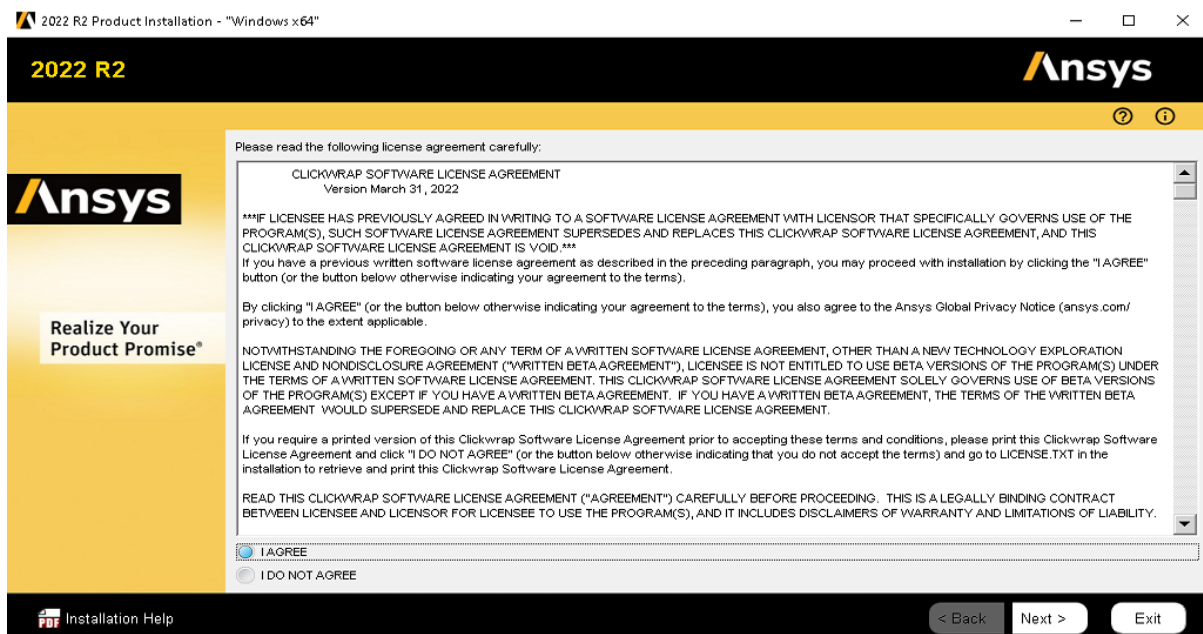 2022 R2 Product Installation - "Windows x64"
2022 R2
Ansys
Please read the following license agreement carefully:
Ansys
Realize Your
Product Promise®
CLICKWRAP SOFTWARE LICENSE AGREEMENT
Version March 31, 2022
***IF LICENSEE HAS PREVIOUSLY AGREED IN WRITING TO A SOFTWARE LICENSE AGREEMENT WITH LICENSOR THAT SPECIFICALLY GOVERNS USE OF THE
PROGRAM(S), SUCH SOFTWARE LICENSE AGREEMENT SUPERSEDES AND REPLACES THIS CLICKWRAP SOFTWARE LICENSE AGREEMENT, AND THIS
CLICKWRAP SOFTWARE LICENSE AGREEMENT IS VOID.***
If you have a previous written software license agreement as described in the preceding paragraph, you may proceed with installation by clicking the "I AGREE"
button (or the button below otherwise indicating your agreement to the terms).
By clicking "I AGREE" (or the button below otherwise indicating your agreement to the terms), you also agree to the Ansys Global Privacy Notice (ansys.com/
privacy) to the extent applicable.
NOTWITHSTANDING THE FOREGOING OR ANY TERM OF A WRITTEN SOFTWARE LICENSE AGREEMENT, OTHER THAN A NEW TECHNOLOGY EXPLORATION
LICENSE AND NONDISCLOSURE AGREEMENT ("WRITTEN BETA AGREEMENT"), LICENSEE IS NOT ENTITLED TO USE BETA VERSIONS OF THE PROGRAM(S) UNDER
THE TERMS OF A WRITTEN SOFTWARE LICENSE AGREEMENT. THIS CLICKWRAP SOFTWARE LICENSE AGREEMENT SOLELY GOVERNS USE OF BETA VERSIONS
OF THE PROGRAM(S) EXCEPT IF YOU HAVE A WRITTEN BETA AGREEMENT. IF YOU HAVE A WRITTEN BETA AGREEMENT, THE TERMS OF THE WRITTEN BETA
AGREEMENT WOULD SUPERSEDE AND REPLACE THIS CLICKWRAP SOFTWARE LICENSE AGREEMENT.
If you require a printed version of this Clickwrap Software License Agreement prior to accepting these terms and conditions, please print this Clickwrap Software
License Agreement and click "I DO NOT AGREE" (or the button below otherwise indicating that you do not accept the terms) and go to LICENSE.TXT in the
installation to retrieve and print this Clickwrap Software License Agreement.
READ THIS CLICKWRAP SOFTWARE LICENSE AGREEMENT ("AGREEMENT") CAREFULLY BEFORE PROCEEDING. THIS IS A LEGALLY BINDING CONTRACT
BETWEEN LICENSEE AND LICENSOR FOR LICENSEE TO USE THE PROGRAM(S), AND IT INCLUDES DISCLAIMERS OF WARRANTY AND LIMITATIONS OF LIABILITY.
I AGREE
I DO NOT AGREE
PDF Installation Help
< Back
Next >
Exit